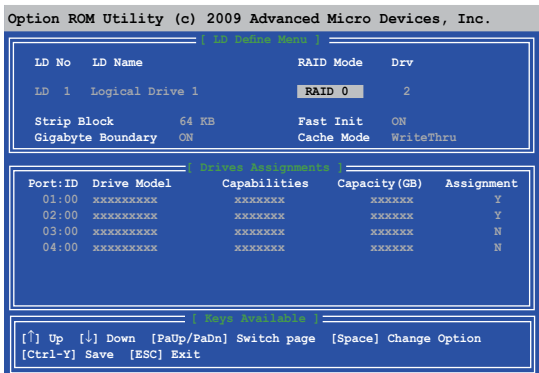 Option ROM Utility (c) 2009 Advanced Micro Devices, Inc.
[ LD Define Menu ]
LD No LD Name RAID Mode Drv
LD 1 Logical Drive 1 RAID 0 2
Strip Block 64 KB Fast Init ON
Gigabyte Boundary ON Cache Mode WriteThru
[ Drives Assignments ]
Port:ID Drive Model Capabilities Capacity(GB) Assignment
01:00 xxxxxxxxx xxxxxxx xxxxxx Y
02:00 xxxxxxxxx xxxxxxx xxxxxx Y
03:00 xxxxxxxxx xxxxxxx xxxxxx N
04:00 xxxxxxxxx xxxxxxx xxxxxx N
[ Keys Available ]
[↑] Up [↓] Down [PaUp/PaDn] Switch page [Space] Change Option
[Ctrl-Y] Save [ESC] Exit